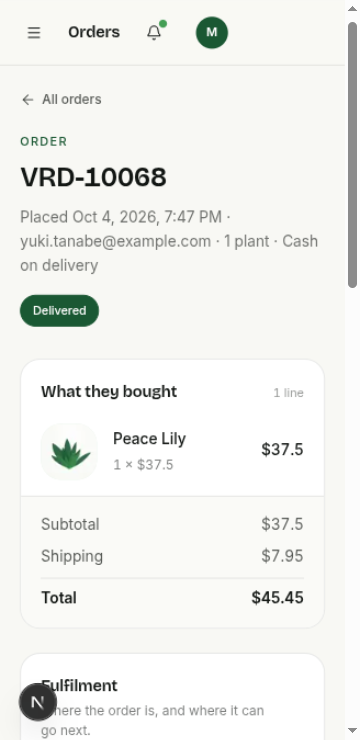 Orders
M
All orders
ORDER
VRD-10068
Placed Oct 4, 2026, 7:47 PM ·
yuki.tanabe@example.com · 1 plant · Cash
on delivery
Delivered
What they bought
1 line
Peace Lily
1 × $37.5
$37.5
Subtotal
$37.5
Shipping
$7.95
Total
$45.45
Fulfilment
N
where the order is, and where it can
go next.